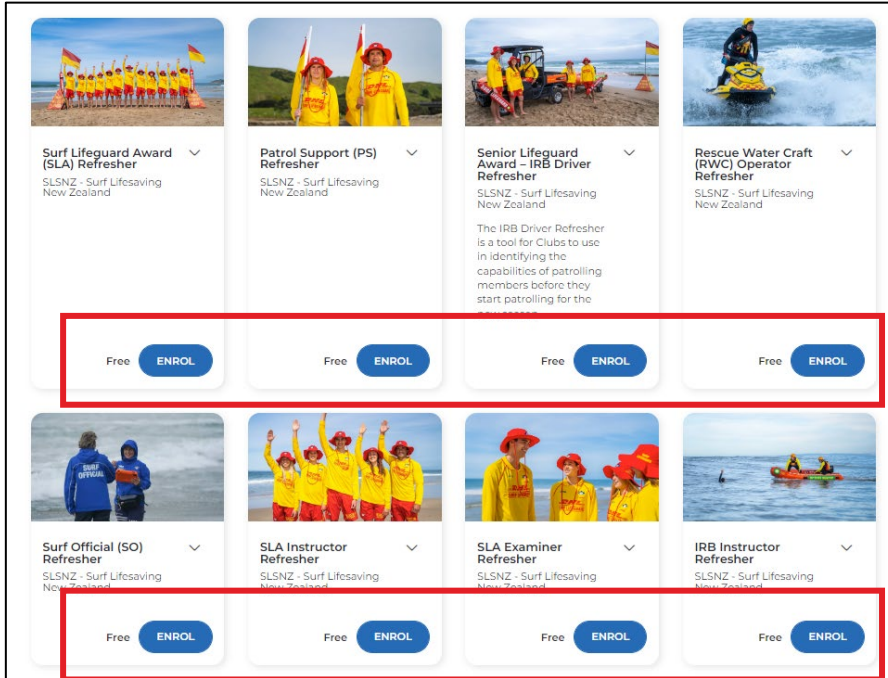 Surf Lifeguard Award
(SLA) Refresher
SLSNZ - Surf Lifesaving
New Zealand
Free ENROL
Patrol Support (PS)
Refresher
SLSNZ - Surf Lifesaving
New Zealand
Free ENROL
Senior Lifeguard
Award – IRB Driver
Refresher
SLSNZ - Surf Lifesaving
New Zealand
The IRB Driver Refresher
is a tool for Clubs to use
in identifying the
capabilities of patrolling
members before they
start patrolling for the
new season
Free ENROL
Rescue Water Craft
(RWC) Operator
Refresher
SLSNZ - Surf Lifesaving
New Zealand
Free ENROL
SURF
OFFICIAL
Surf Official (SO)
Refresher
SLSNZ - Surf Lifesaving
New Zealand
Free ENROL
SLA Instructor
Refresher
SLSNZ - Surf Lifesaving
New Zealand
Free ENROL
SLA Examiner
Refresher
SLSNZ - Surf Lifesaving
New Zealand
Free ENROL
IRB Instructor
Refresher
SLSNZ - Surf Lifesaving
New Zealand
Free ENROL